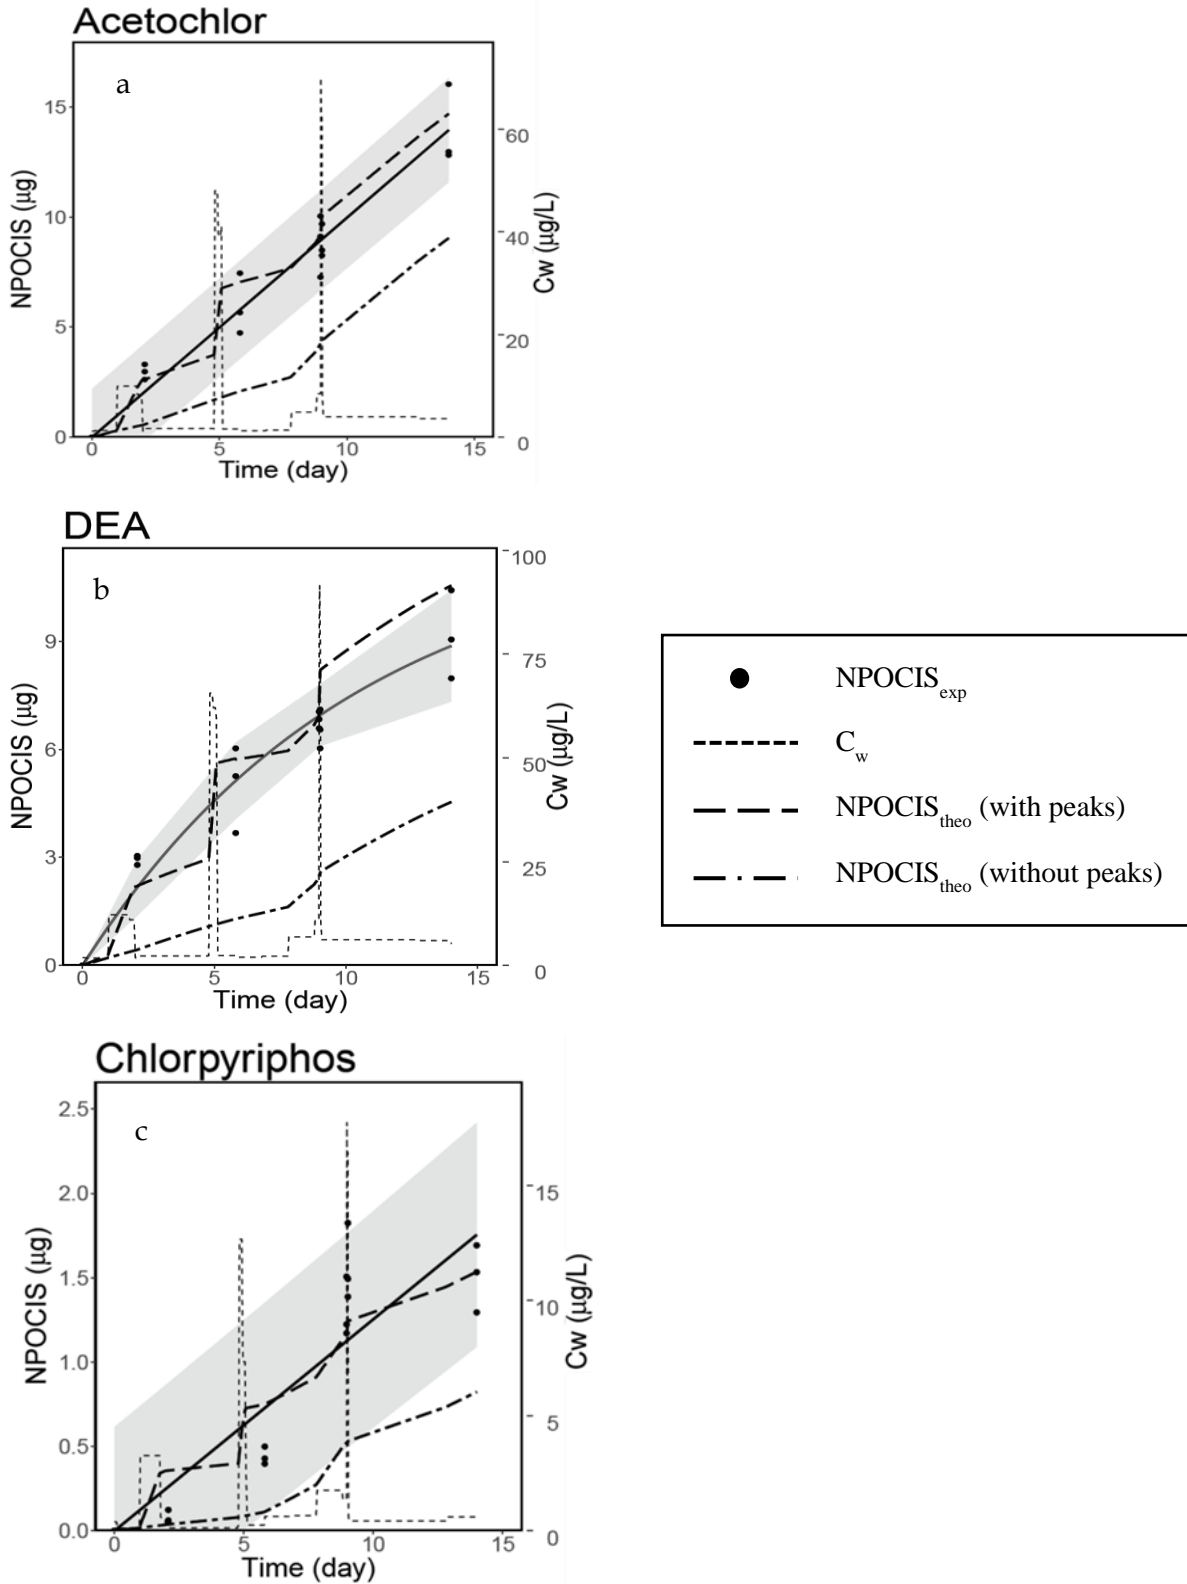 Acetochlor
a
15
10
5
0
NPOCIS (µg)
60
40
20
0
Cw (µg/L)
0 5 10 15
Time (day)
DEA
b
9
6
3
0
NPOCIS (µg)
100
75
50
25
0
Cw (µg/L)
0 5 10 15
Time (day)
NPOCISexp
Cw
NPOCIStheo (with peaks)
NPOCIStheo (without peaks)
Chlorpyriphos
c
2.5
2.0
1.5
1.0
0.5
0.0
NPOCIS (µg)
15
10
5
0
Cw (µg/L)
0 5 10 15
Time (day)